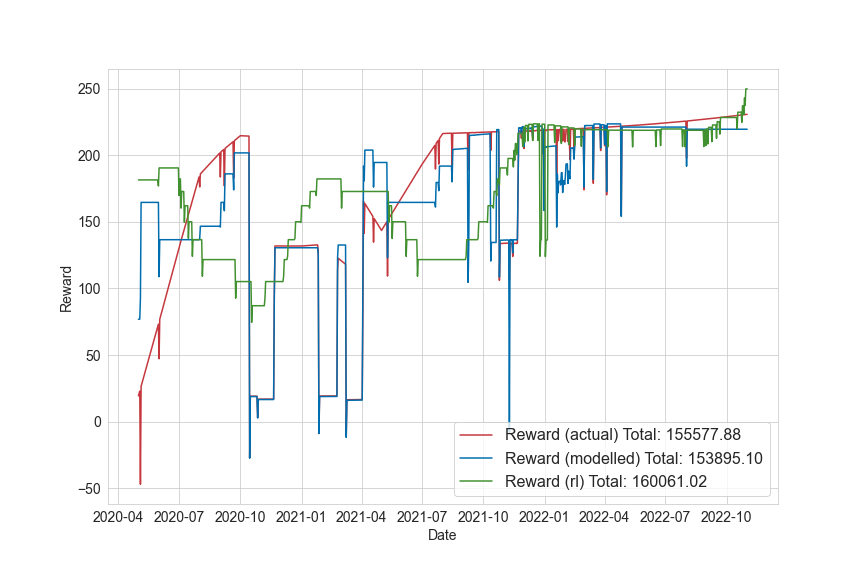 250
200
150
100
50
0
−50
Reward
Reward (actual) Total: 155577.88
Reward (modelled) Total: 153895.10
Reward (rl) Total: 160061.02
2020-04 2020-07 2020-10 2021-01 2021-04 2021-07 2021-10 2022-01 2022-04 2022-07 2022-10
Date